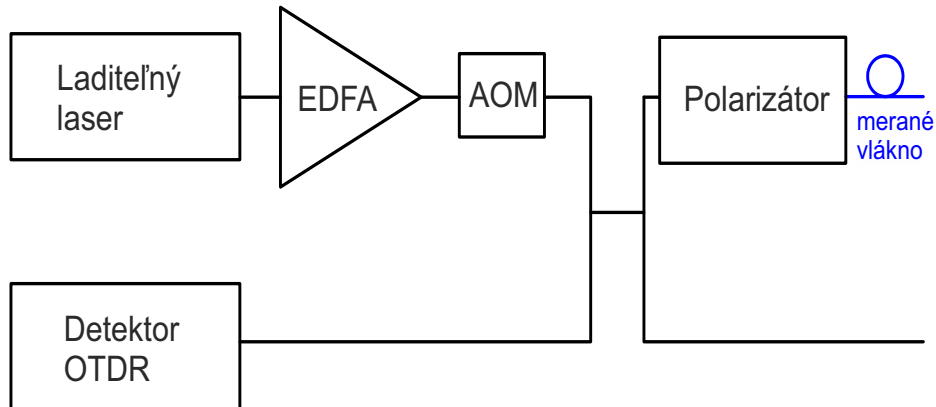 Laditeľný
laser
EDFA
AOM
Polarizátor
merané
vlákno
Detektor
OTDR